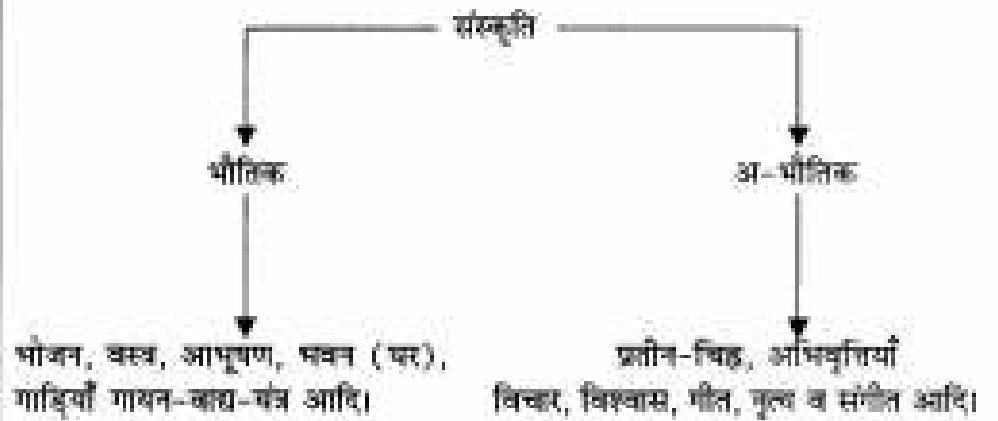 संस्कृति
भौतिक
अ-भौतिक
भोजन, वस्त्र, आभूषण, भवन (घर),
गाड़ियाँ गायन-वाद्य-यंत्र आदि।
प्रतीन-चिह्न, अभिवृत्तियाँ
विचार, विश्वास, गीत, नृत्य व संगीत आदि।